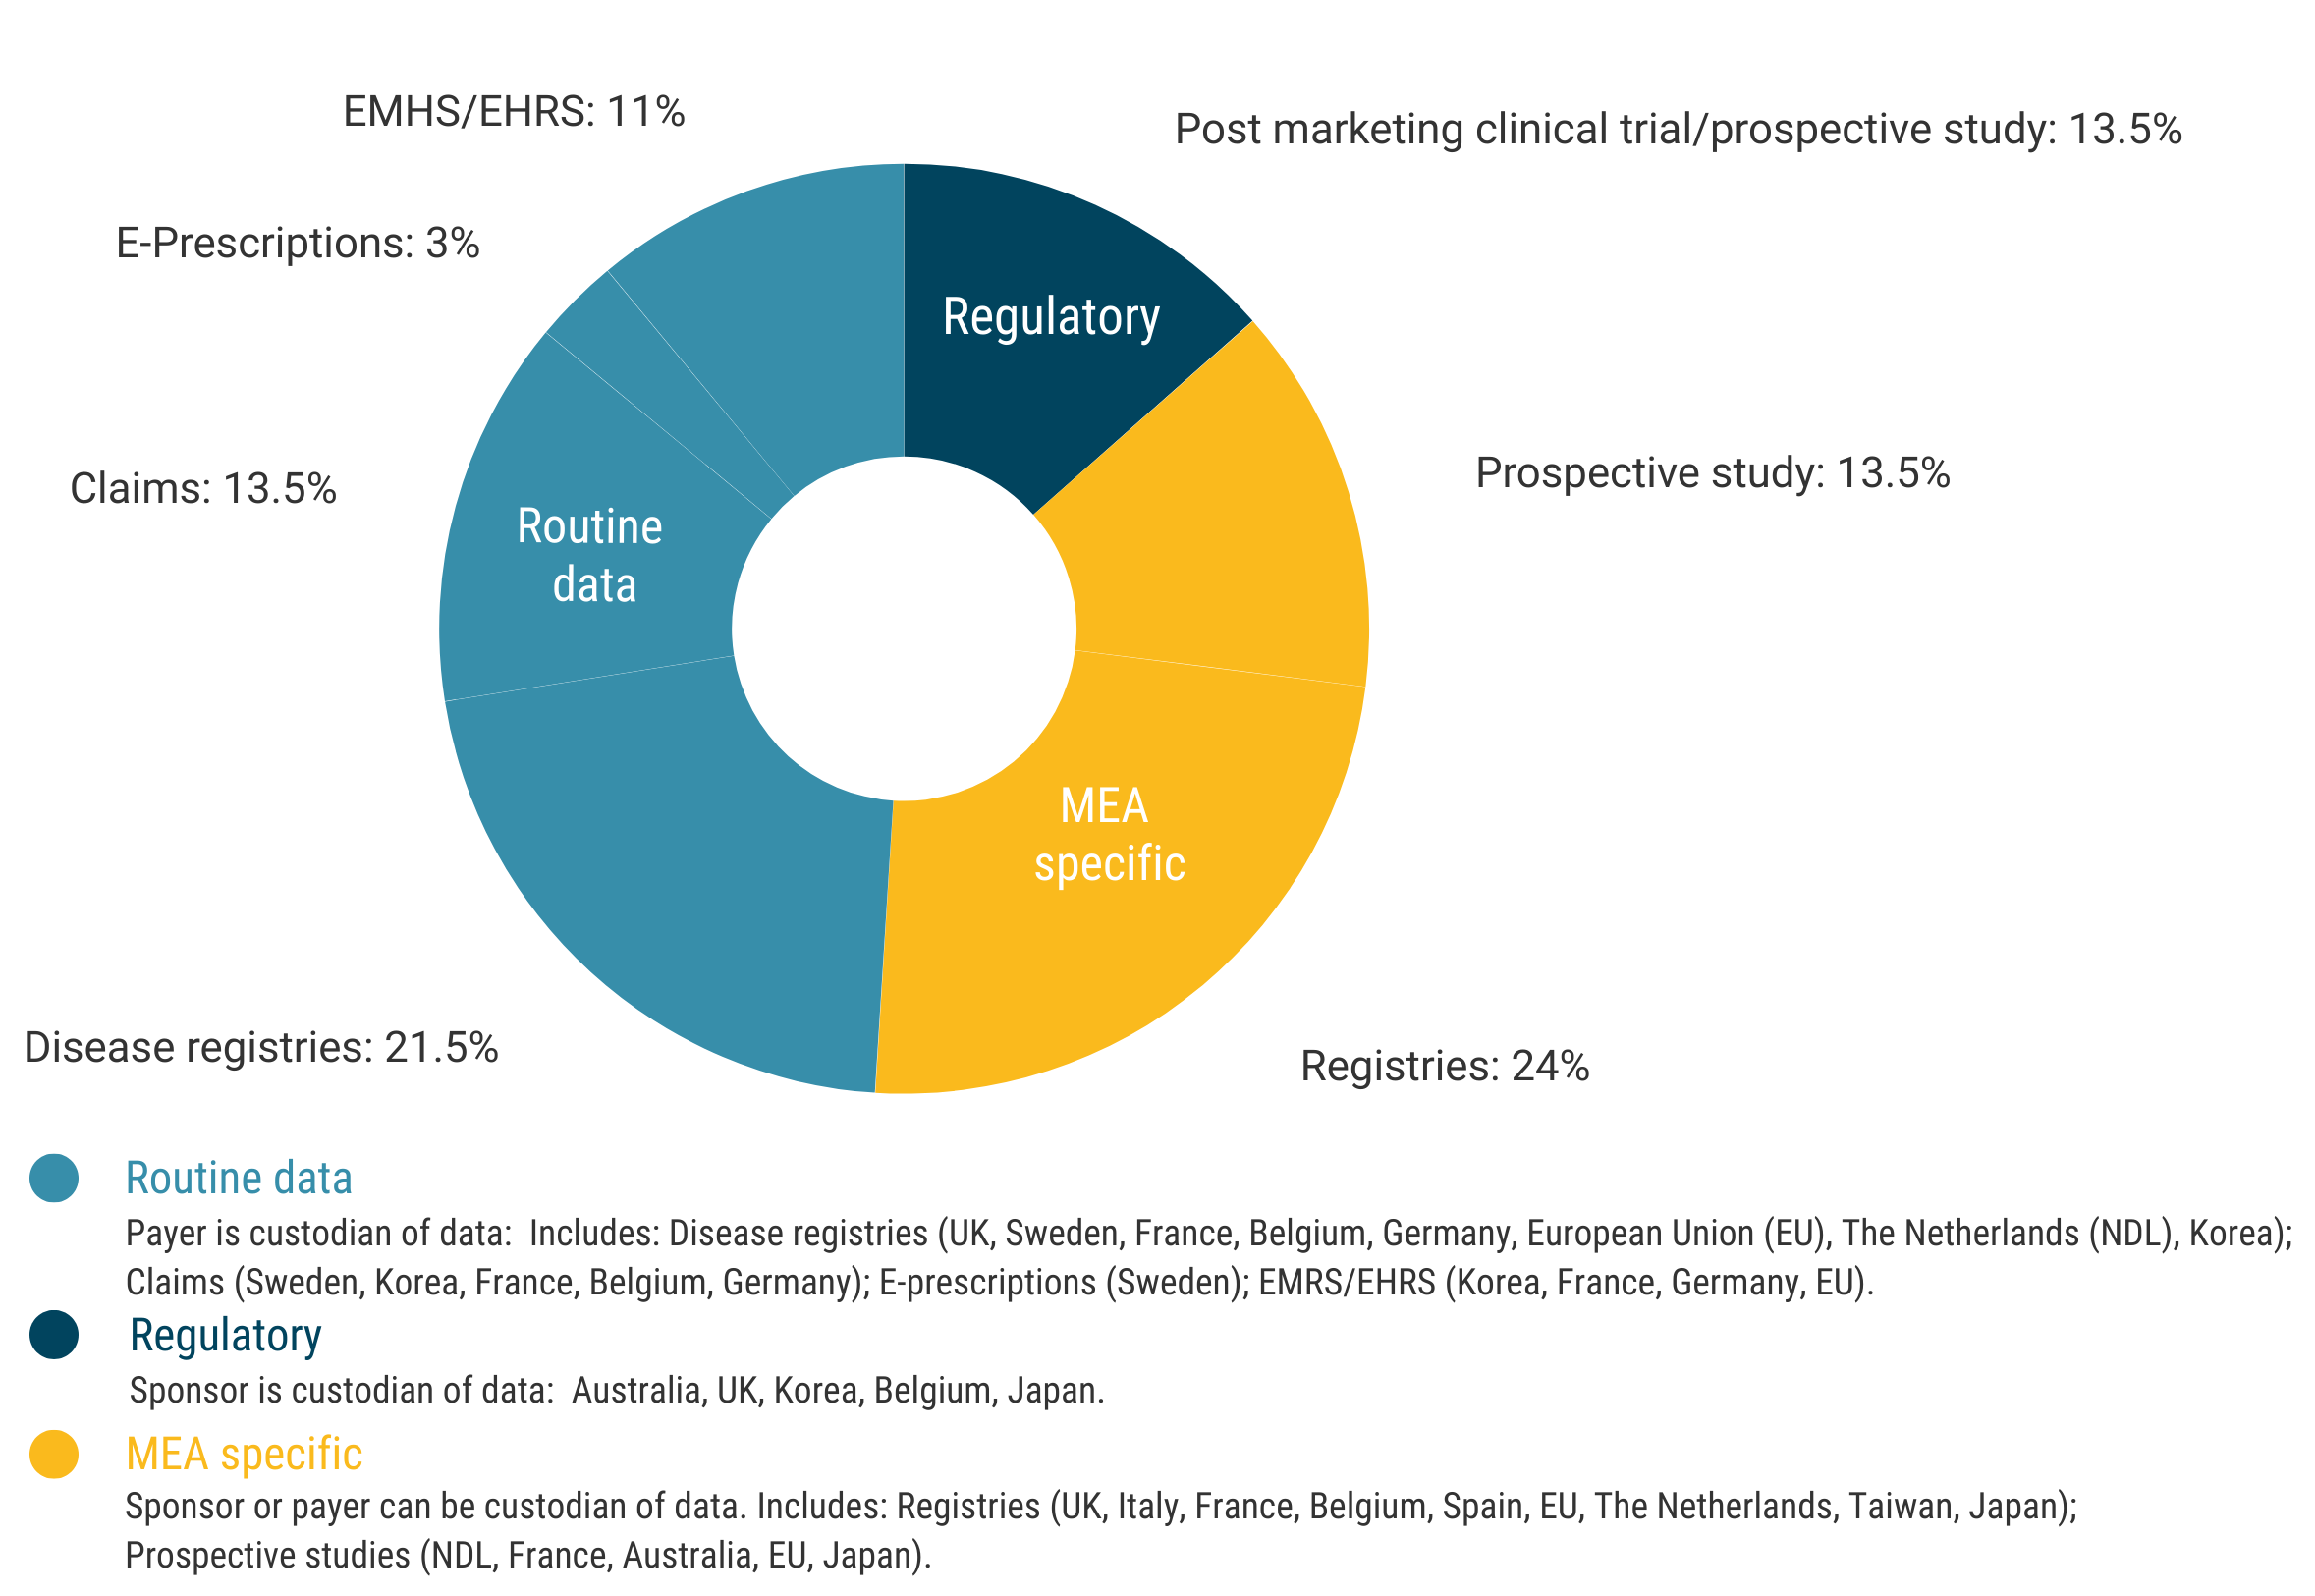 EMHS/EHRS: 11%
Post marketing clinical trial/prospective study: 13.5%
E-Prescriptions: 3%
Regulatory
Claims: 13.5%
Prospective study: 13.5%
Routine
data
MEA
specific
Disease registries: 21.5%
Registries: 24%
Routine data
Payer is custodian of data: Includes: Disease registries (UK, Sweden, France, Belgium, Germany, European Union (EU), The Netherlands (NDL), Korea);
Claims (Sweden, Korea, France, Belgium, Germany); E-prescriptions (Sweden); EMRS/EHRS (Korea, France, Germany, EU).
Regulatory
Sponsor is custodian of data: Australia, UK, Korea, Belgium, Japan.
MEA specific
Sponsor or payer can be custodian of data. Includes: Registries (UK, Italy, France, Belgium, Spain, EU, The Netherlands, Taiwan, Japan);
Prospective studies (NDL, France, Australia, EU, Japan).